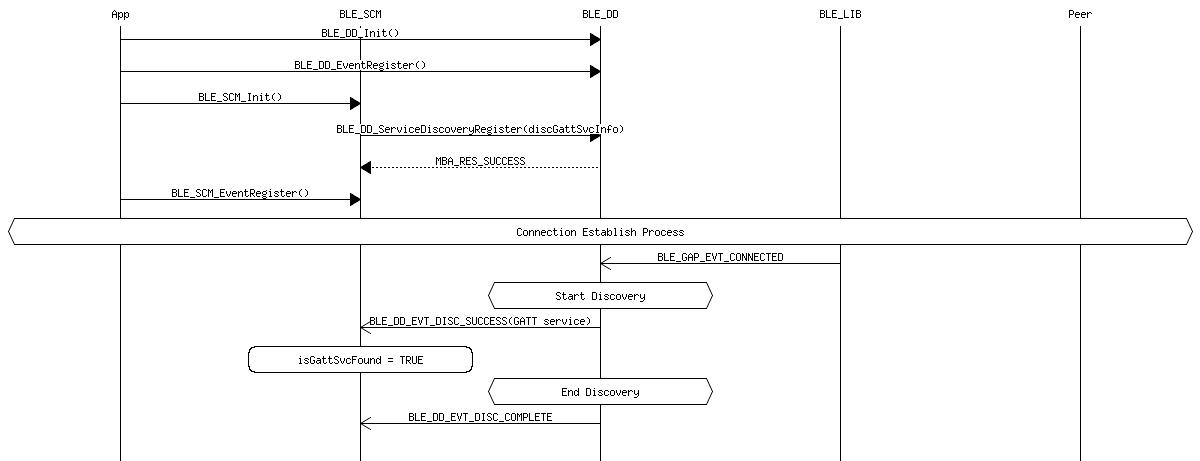 App BLE_SCM BLE_DD BLE_LIB Peer
BLE_DD_Init()
BLE_DD_EventRegister()
BLE_SCM_Init()
BLE_DD_ServiceDiscoveryRegister(discGattSvcInfo)
MBA_RES_SUCCESS
BLE_SCM_EventRegister()
Connection Establish Process
BLE_GAP_EVT_CONNECTED
Start Discovery
BLE_DD_EVT_DISC_SUCCESS(GATT service)
isGattSvcFound = TRUE
End Discovery
BLE_DD_EVT_DISC_COMPLETE